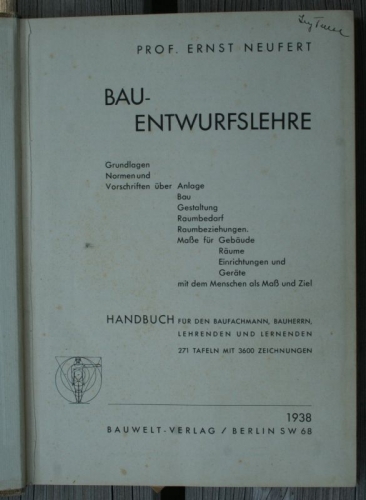 PROF. ERNST NEUFERT
BAU-
ENTWURFSLEHRE
Grundlagen
Normen und
Vorschriften über Anlage
Bau
Gestaltung
Raumbedarf
Raumbeziehungen.
Maße für Gebäude
Räume
Einrichtungen und
Geräte
mit dem Menschen als Maß und Ziel
HANDBUCH FÜR DEN BAUFACHMANN, BAUHERRN,
LEHRENDEN UND LERNENDEN
271 TAFELN MIT 3600 ZEICHNUNGEN
1938
BAUWELT-VERLAG / BERLIN SW 68